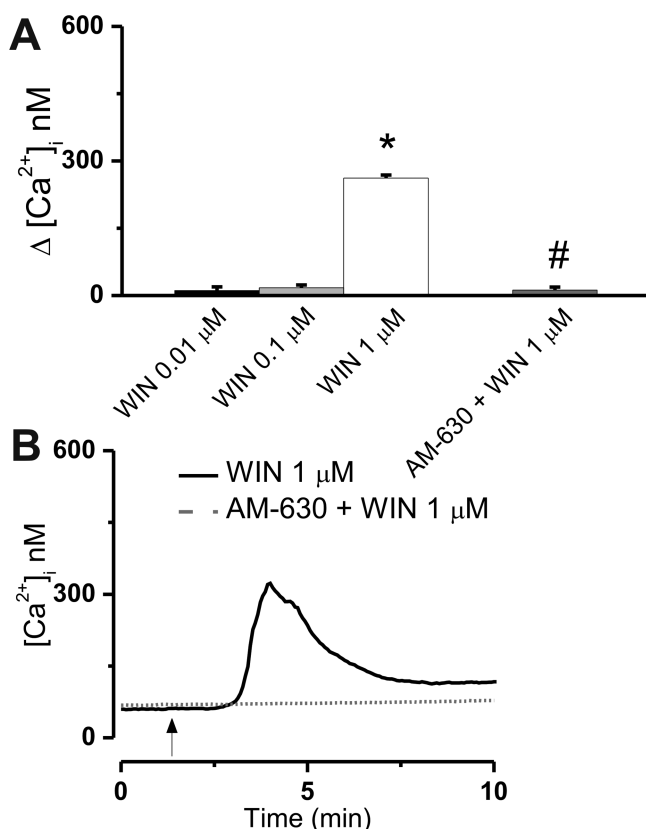 A
600
300
0
Δ [Ca²⁺]ᵢ nM
*
#
WIN 0.01 μM
WIN 0.1 μM
WIN 1 μM
AM-630 + WIN 1 μM
B
600
300
0
[Ca²⁺]ᵢ nM
WIN 1 μM
AM-630 + WIN 1 μM
0
5
10
Time (min)